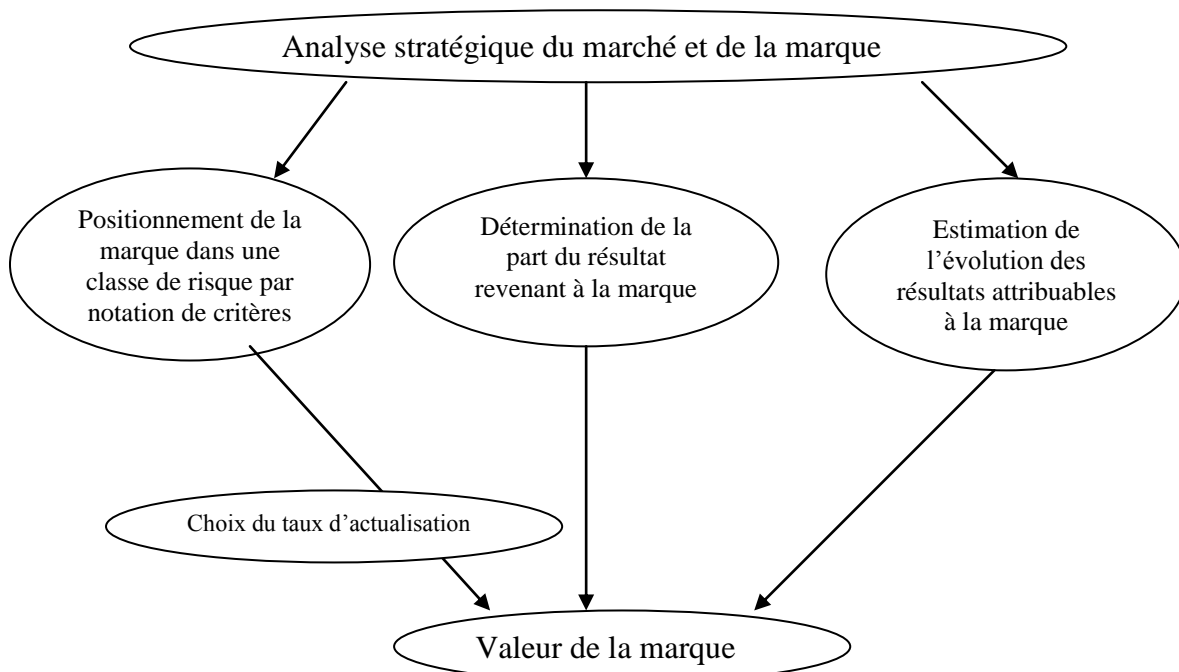 Analyse stratégique du marché et de la marque
Positionnement de la
marque dans une
classe de risque par
notation de critères
Détermination de la
part du résultat
revenant à la marque
Estimation de
l’évolution des
résultats attribuables
à la marque
Choix du taux d’actualisation
Valeur de la marque